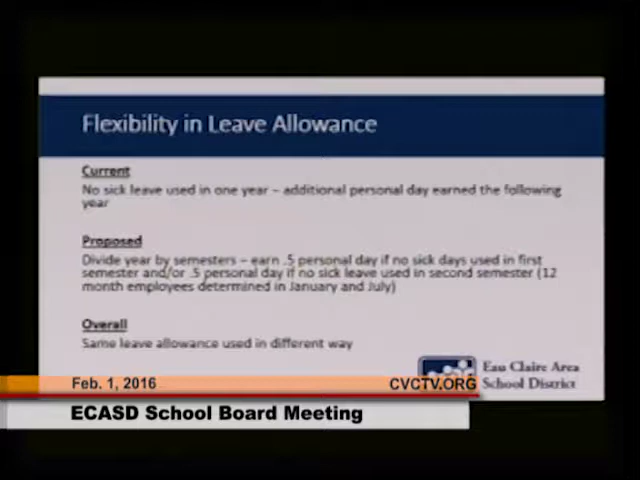 Flexibility in Leave Allowance
Current
No sick leave used in one year – additional personal day earned the following
year
Proposed
Divide year by semesters – earn .5 personal day if no sick days used in first
semester and/or .5 personal day if no sick leave used in second semester (12
month employees determined in January and July)
Overall
Same leave allowance used in different way
Eau Claire Area
School District
Feb. 1, 2016
CVCTV.ORG
ECASD School Board Meeting